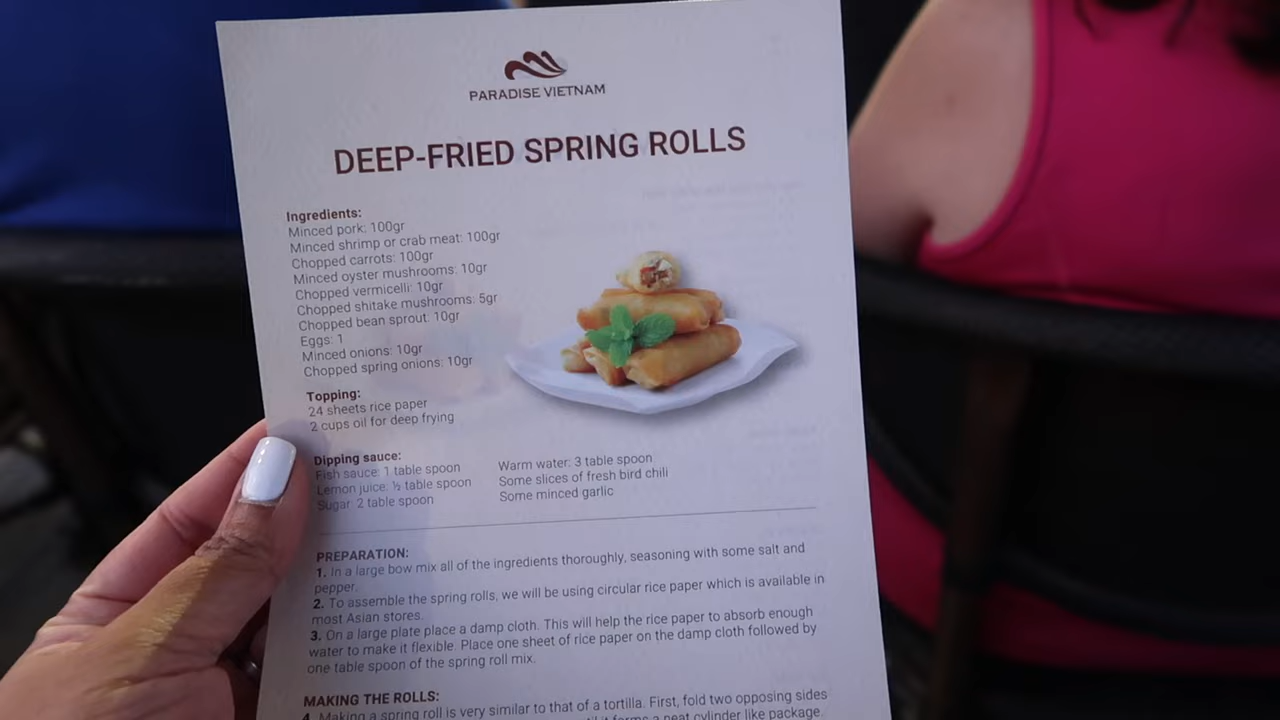 PARADISE VIETNAM
DEEP-FRIED SPRING ROLLS
Ingredients:
Minced pork: 100gr
Minced shrimp or crab meat: 100gr
Chopped carrots: 100gr
Minced oyster mushrooms: 10gr
Chopped vermicelli: 10gr
Chopped shitake mushrooms: 5gr
Chopped bean sprout: 10gr
Eggs: 1
Minced onions: 10gr
Chopped spring onions: 10gr
Topping:
24 sheets rice paper
2 cups oil for deep frying
Dipping sauce:
Fish sauce: 1 table spoon
Lemon juice: ½ table spoon
Sugar: 2 table spoon
Warm water: 3 table spoon
Some slices of fresh bird chili
Some minced garlic
PREPARATION:
1. In a large bow mix all of the ingredients thoroughly, seasoning with some salt and
pepper.
2. To assemble the spring rolls, we will be using circular rice paper which is available in
most Asian stores.
3. On a large plate place a damp cloth. This will help the rice paper to absorb enough
water to make it flexible. Place one sheet of rice paper on the damp cloth followed by
one table spoon of the spring roll mix.
MAKING THE ROLLS:
4. Making a spring roll is very similar to that of a tortilla. First, fold two opposing sides
it forms a neat cylinder like package.